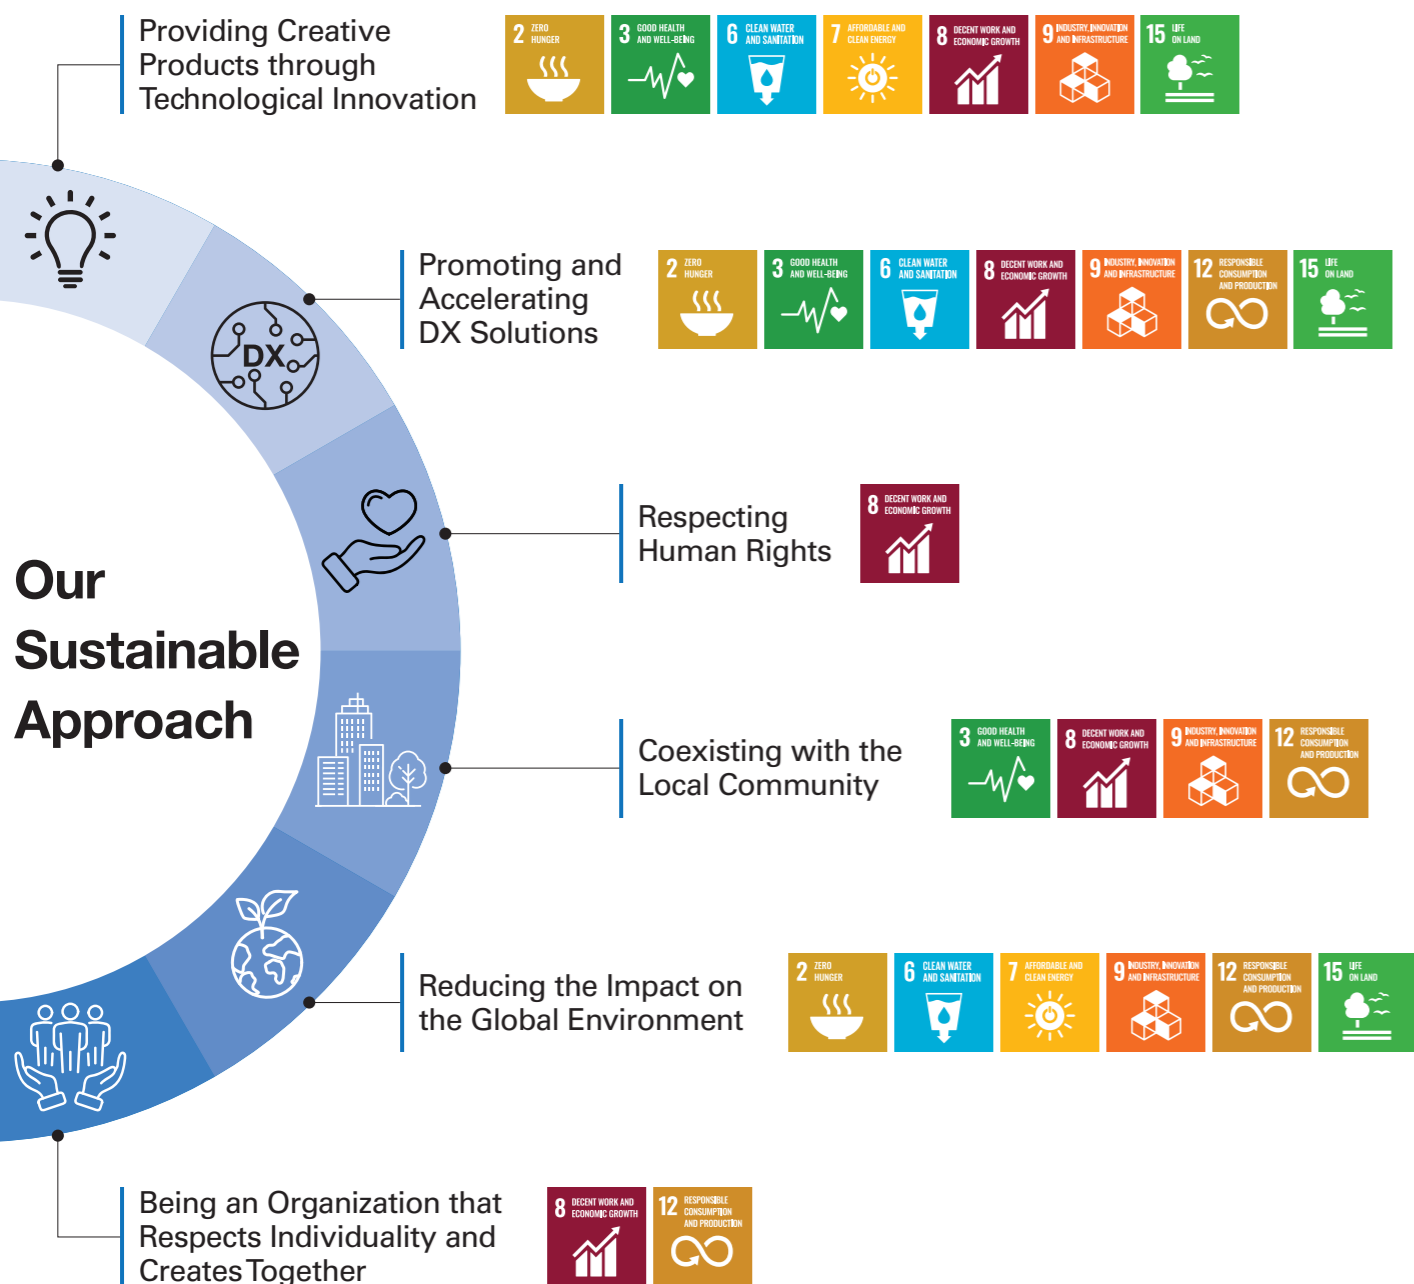 Providing Creative
Products through
Technological Innovation
2 ZERO
HUNGER
3 GOOD HEALTH
AND WELL-BEING
6 CLEAN WATER
AND SANITATION
7 AFFORDABLE AND
CLEAN ENERGY
8 DECENT WORK AND
ECONOMIC GROWTH
9 INDUSTRY, INNOVATION
AND INFRASTRUCTURE
15 LIFE
ON LAND
Promoting and
Accelerating
DX Solutions
2 ZERO
HUNGER
3 GOOD HEALTH
AND WELL-BEING
6 CLEAN WATER
AND SANITATION
8 DECENT WORK AND
ECONOMIC GROWTH
9 INDUSTRY, INNOVATION
AND INFRASTRUCTURE
12 RESPONSIBLE
CONSUMPTION
AND PRODUCTION
15 LIFE
ON LAND
DX
Respecting
Human Rights
8 DECENT WORK AND
ECONOMIC GROWTH
Our
Sustainable
Approach
Coexisting with the
Local Community
3 GOOD HEALTH
AND WELL-BEING
8 DECENT WORK AND
ECONOMIC GROWTH
9 INDUSTRY, INNOVATION
AND INFRASTRUCTURE
12 RESPONSIBLE
CONSUMPTION
AND PRODUCTION
Reducing the Impact on
the Global Environment
2 ZERO
HUNGER
6 CLEAN WATER
AND SANITATION
7 AFFORDABLE AND
CLEAN ENERGY
9 INDUSTRY, INNOVATION
AND INFRASTRUCTURE
12 RESPONSIBLE
CONSUMPTION
AND PRODUCTION
15 LIFE
ON LAND
Being an Organization that
Respects Individuality and
Creates Together
8 DECENT WORK AND
ECONOMIC GROWTH
12 RESPONSIBLE
CONSUMPTION
AND PRODUCTION